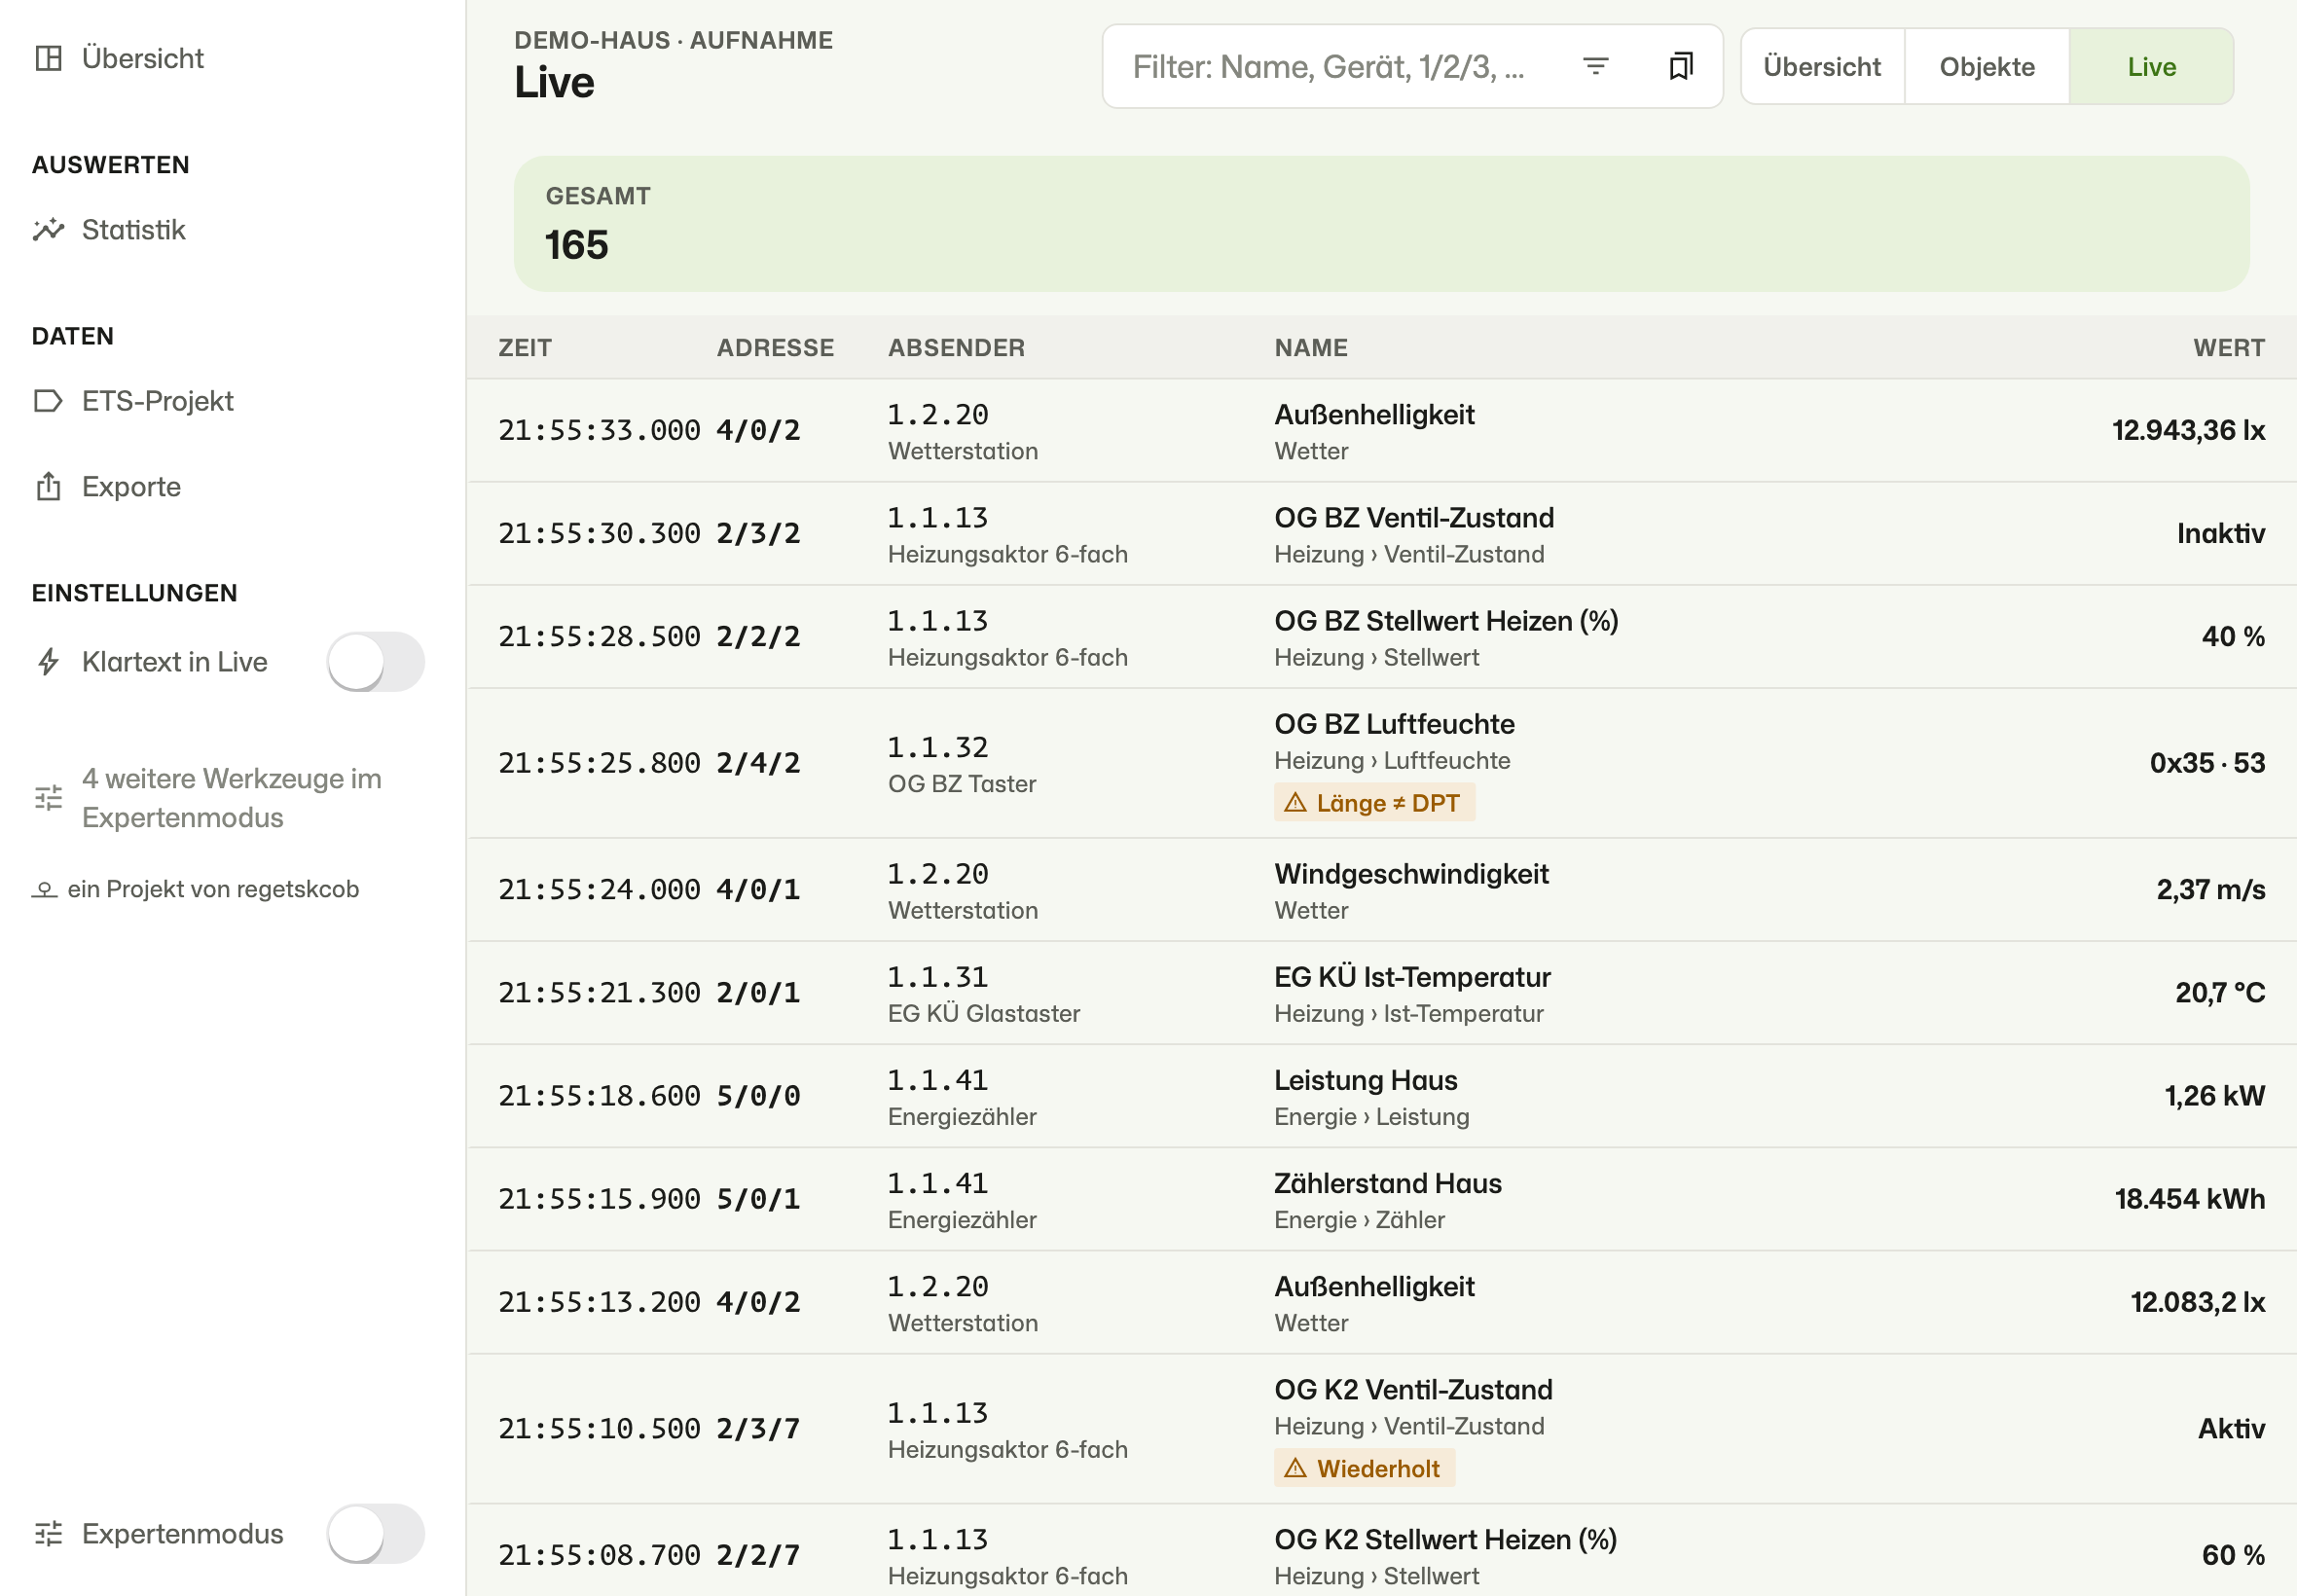 Übersicht
AUSWERTEN
Statistik
DATEN
ETS-Projekt
Exporte
EINSTELLUNGEN
Klartext in Live
4 weitere Werkzeuge im
Expertenmodus
ein Projekt von regetskcob
Expertenmodus
DEMO-HAUS · AUFNAHME
Live
Filter: Name, Gerät, 1/2/3, ...
Übersicht Objekte Live
GESAMT
165
ZEIT ADRESSE ABSENDER NAME WERT
21:55:33.000 4/0/2 1.2.20 Außenhelligkeit 12.943,36 lx
Wetterstation Wetter
21:55:30.300 2/3/2 1.1.13 OG BZ Ventil-Zustand Inaktiv
Heizungsaktor 6-fach Heizung › Ventil-Zustand
21:55:28.500 2/2/2 1.1.13 OG BZ Stellwert Heizen (%) 40 %
Heizungsaktor 6-fach Heizung › Stellwert
21:55:25.800 2/4/2 1.1.32 OG BZ Luftfeuchte 0x35 · 53
OG BZ Taster Heizung › Luftfeuchte
Länge ≠ DPT
21:55:24.000 4/0/1 1.2.20 Windgeschwindigkeit 2,37 m/s
Wetterstation Wetter
21:55:21.300 2/0/1 1.1.31 EG KÜ Ist-Temperatur 20,7 °C
EG KÜ Glastaster Heizung › Ist-Temperatur
21:55:18.600 5/0/0 1.1.41 Leistung Haus 1,26 kW
Energiezähler Energie › Leistung
21:55:15.900 5/0/1 1.1.41 Zählerstand Haus 18.454 kWh
Energiezähler Energie › Zähler
21:55:13.200 4/0/2 1.2.20 Außenhelligkeit 12.083,2 lx
Wetterstation Wetter
21:55:10.500 2/3/7 1.1.13 OG K2 Ventil-Zustand Aktiv
Heizungsaktor 6-fach Heizung › Ventil-Zustand
Wiederholt
21:55:08.700 2/2/7 1.1.13 OG K2 Stellwert Heizen (%) 60 %
Heizungsaktor 6-fach Heizung › Stellwert